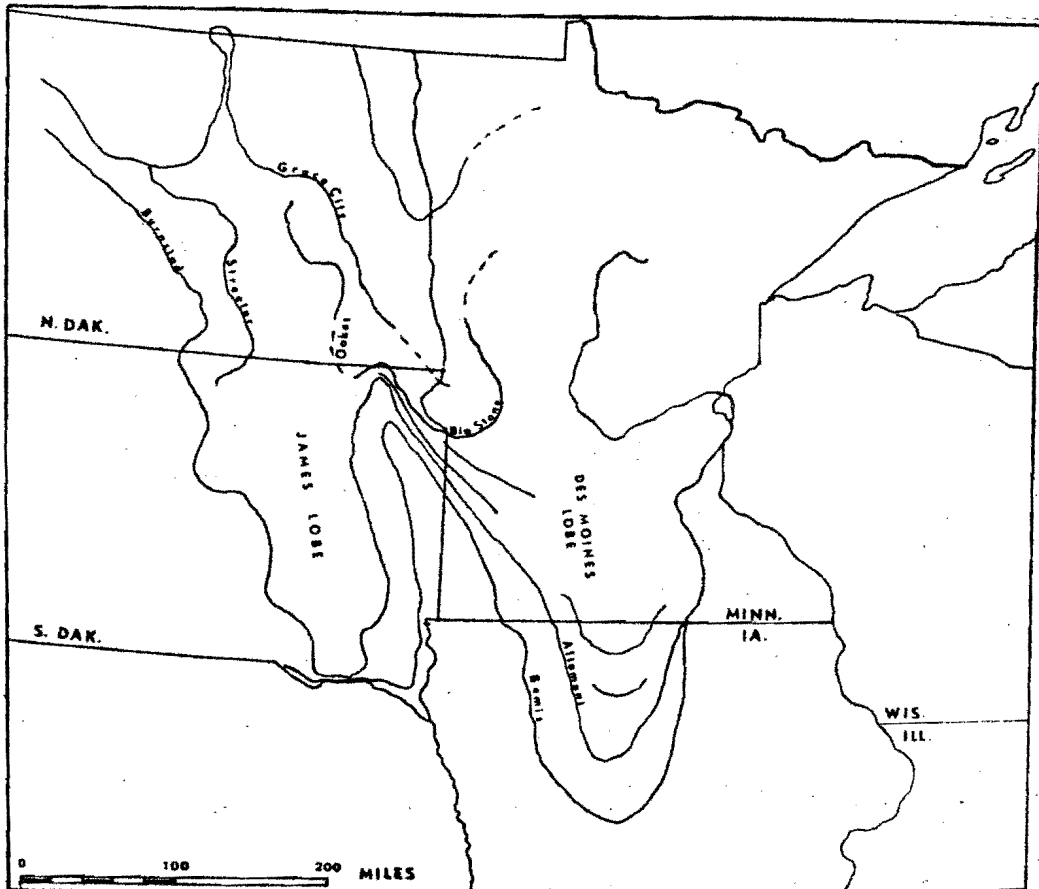 Grace City
Burnstad
Streeter
N. DAK.
Oakes
Big Stone
JAMES LOBE
DES MOINES
LOBE
MINN.
IA.
S. DAK.
Altamont
Bemis
WIS.
ILL.
0 100 200 MILES